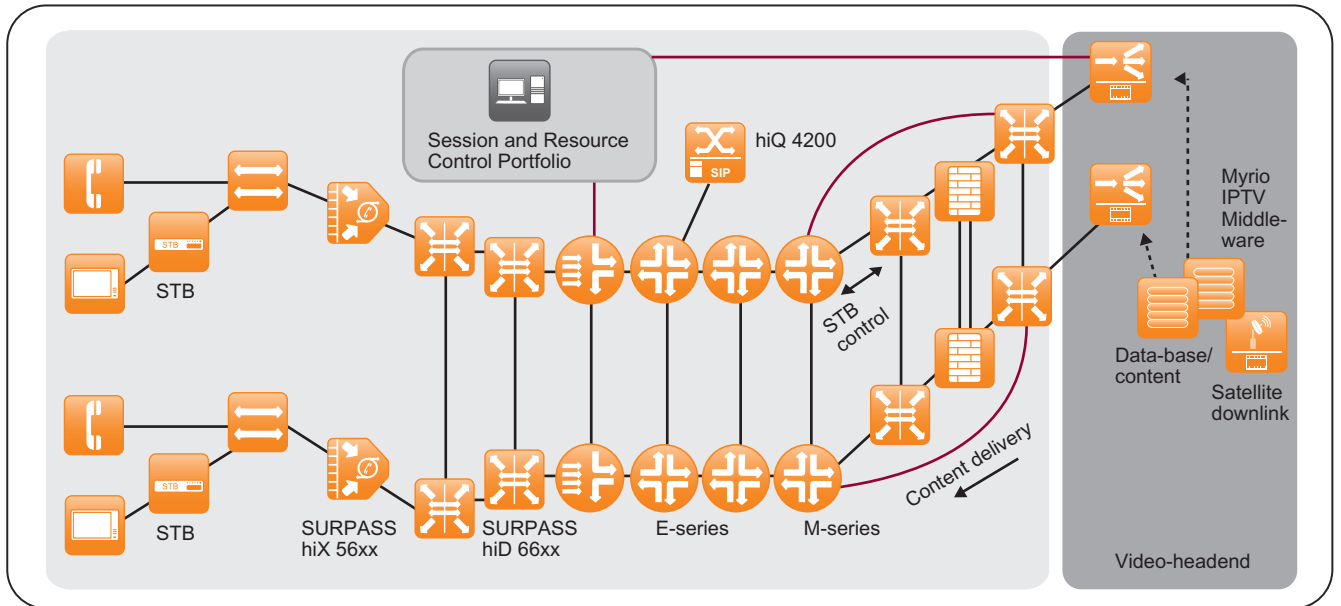 Session and Resource
Control Portfolio
hiQ 4200
SIP
Myrio
IPTV
Middle-
ware
STB
STB
STB
control
Data-base/
content
Satellite
downlink
Content delivery
STB
STB
SURPASS
hiX 56xx
SURPASS
hiD 66xx
E-series
M-series
Video-headend